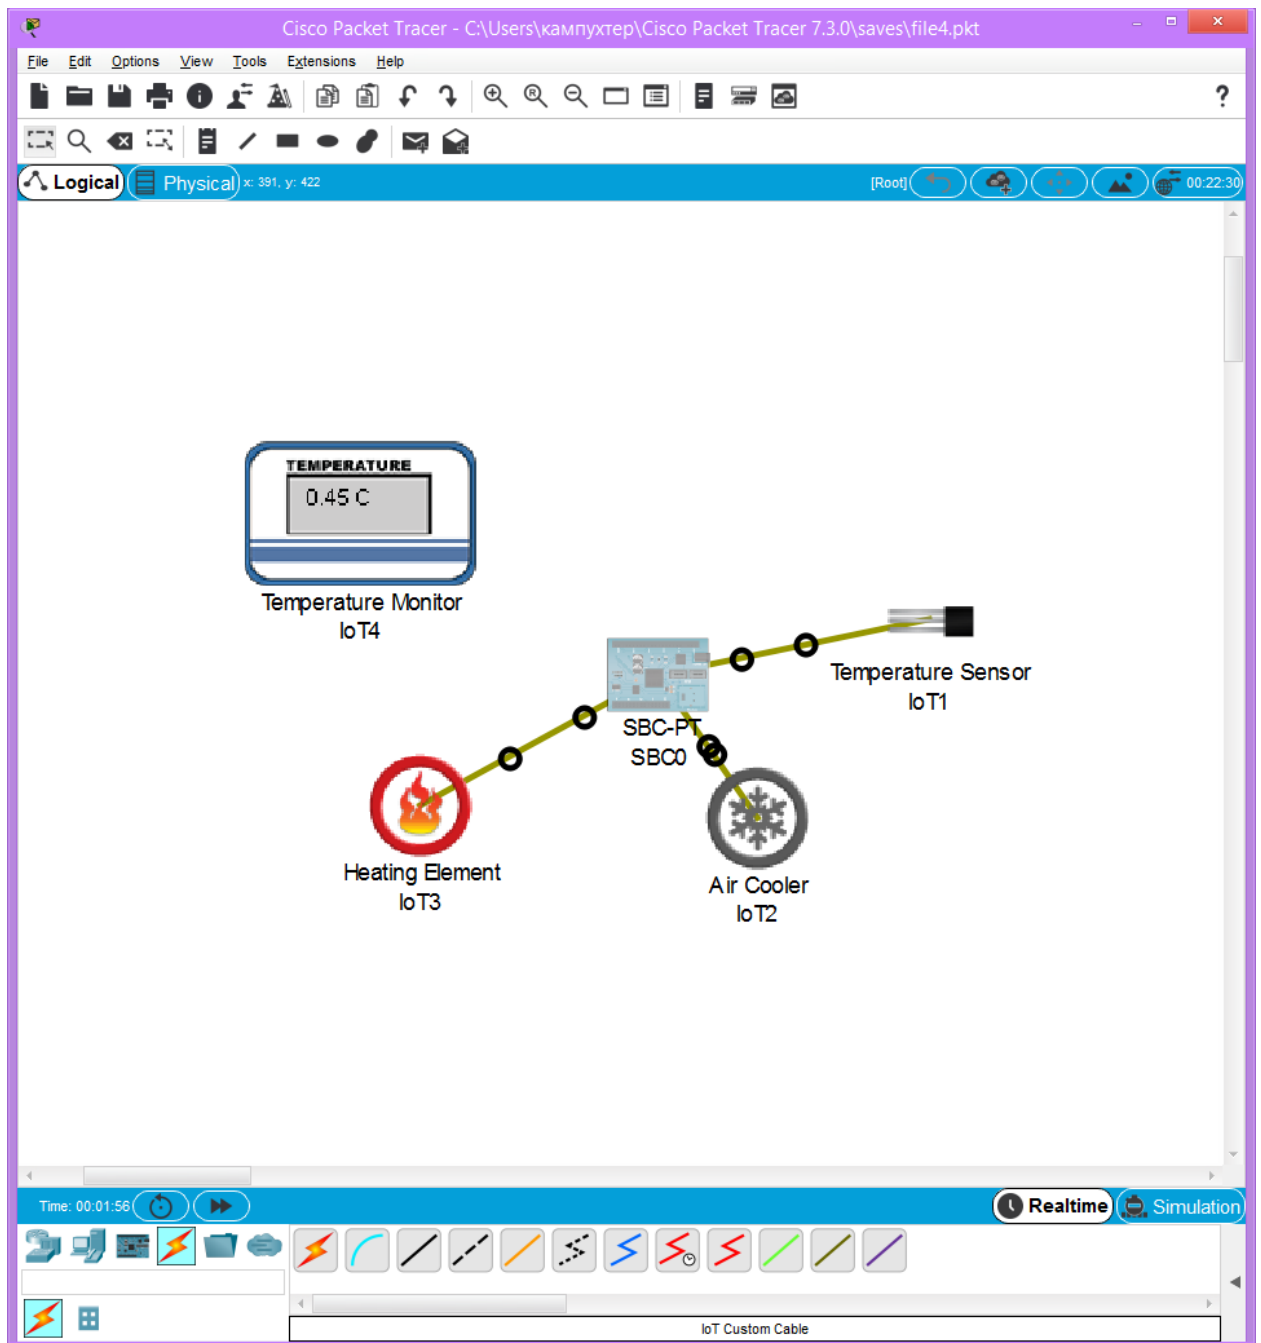 Cisco Packet Tracer - C:\Users\кампухтер\Cisco Packet Tracer 7.3.0\saves\file4.pkt
File Edit Options View Tools Extensions Help
Logical Physical x: 391, y: 422 [Root] 00:22:30
TEMPERATURE
0.45 C
Temperature Monitor
IoT4
Temperature Sensor
IoT1
SBC-PT
SBC0
Heating Element
IoT3
Air Cooler
IoT2
Time: 00:01:56 Realtime Simulation
IoT Custom Cable